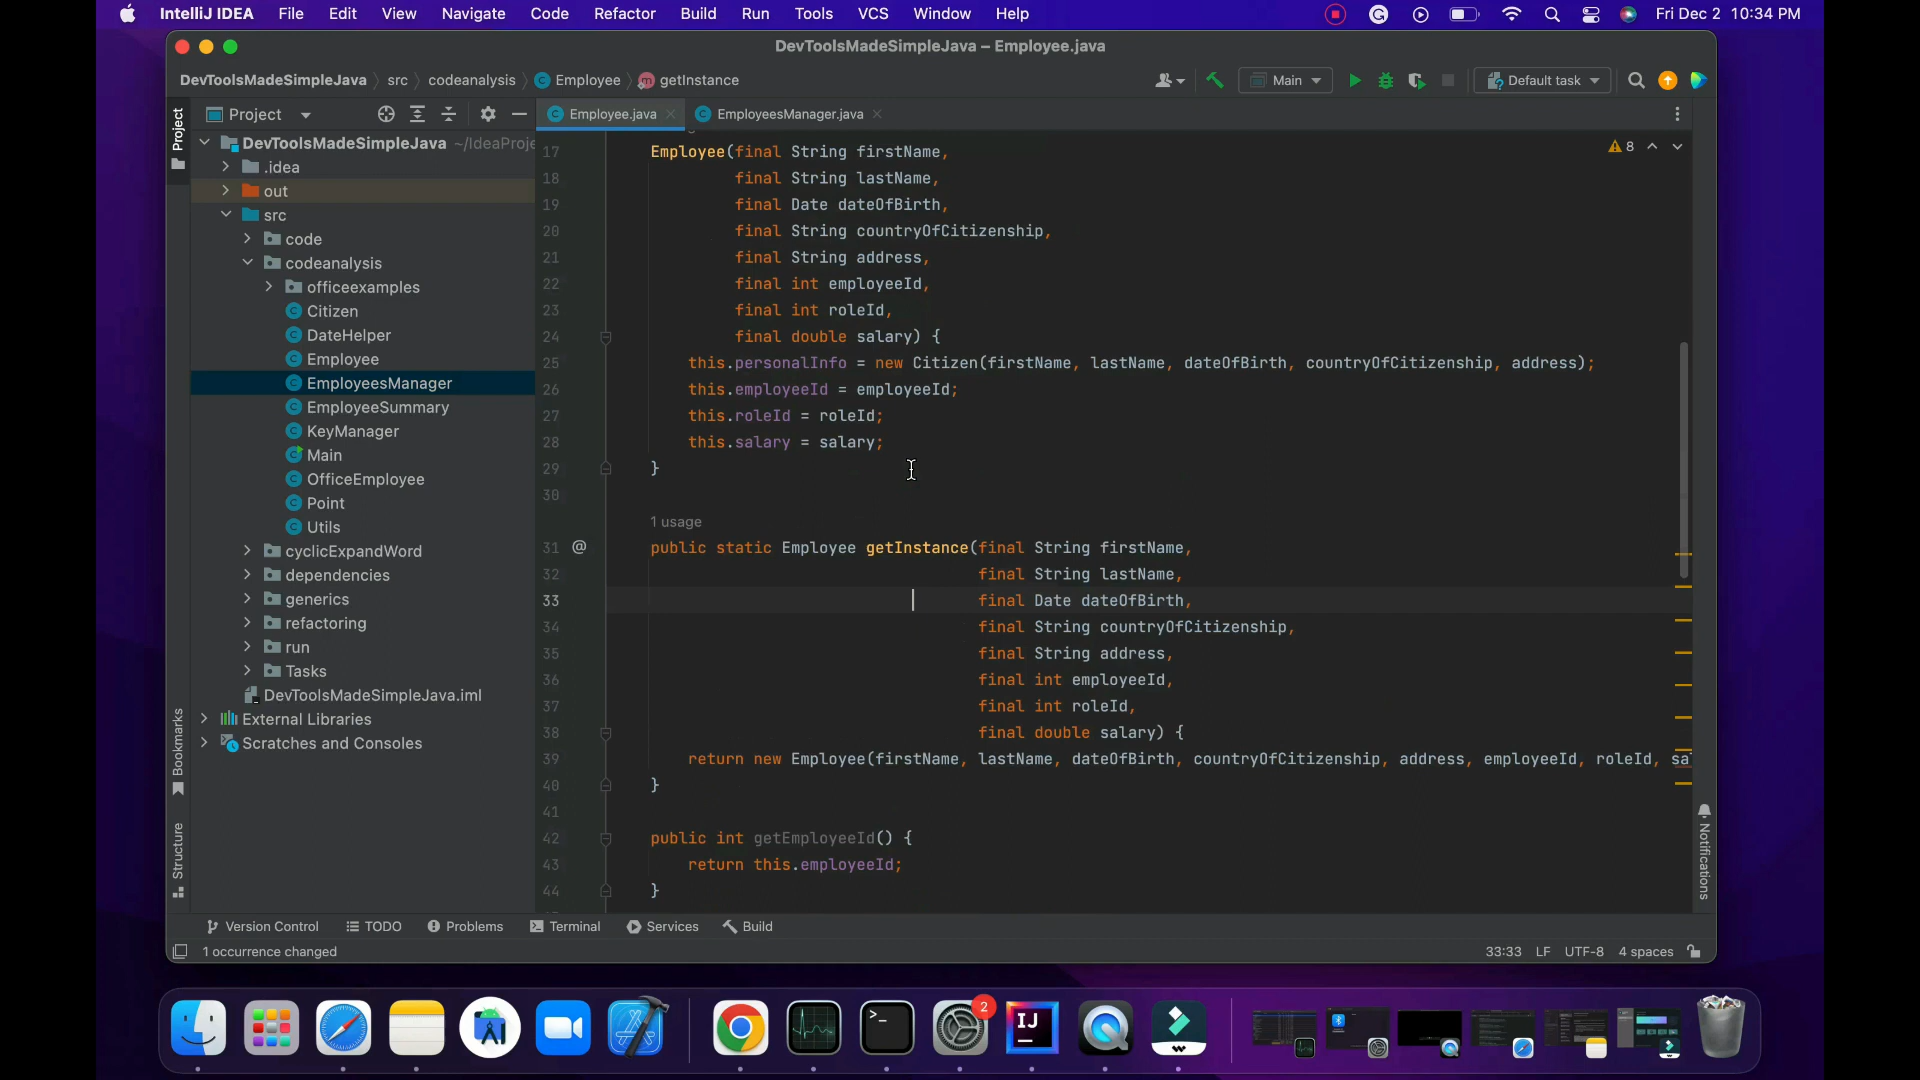 IntelliJ IDEA File Edit View Navigate Code Refactor Build Run Tools VCS Window Help Fri Dec 2 10:34 PM
DevToolsMadeSimpleJava – Employee.java
DevToolsMadeSimpleJava src codeanalysis Employee getInstance Main Default task
Project Employee.java EmployeesManager.java
Project
DevToolsMadeSimpleJava ~/IdeaProje
.idea
out
src
code
codeanalysis
officeexamples
Citizen
DateHelper
Employee
EmployeesManager
EmployeeSummary
KeyManager
Main
OfficeEmployee
Point
Utils
cyclicExpandWord
dependencies
generics
refactoring
run
Tasks
DevToolsMadeSimpleJava.iml
External Libraries
Scratches and Consoles
Bookmarks
Structure
8
17 Employee(final String firstName,
18 final String lastName,
19 final Date dateOfBirth,
20 final String countryOfCitizenship,
21 final String address,
22 final int employeeId,
23 final int roleId,
24 final double salary) {
25 this.personalInfo = new Citizen(firstName, lastName, dateOfBirth, countryOfCitizenship, address);
26 this.employeeId = employeeId;
27 this.roleId = roleId;
28 this.salary = salary;
29 }
30
1 usage
31 @ public static Employee getInstance(final String firstName,
32 final String lastName,
33 final Date dateOfBirth,
34 final String countryOfCitizenship,
35 final String address,
36 final int employeeId,
37 final int roleId,
38 final double salary) {
39 return new Employee(firstName, lastName, dateOfBirth, countryOfCitizenship, address, employeeId, roleId, sa
40 }
41
42 public int getEmployeeId() {
43 return this.employeeId;
44 }
Notifications
Version Control TODO Problems Terminal Services Build
1 occurrence changed 33:33 LF UTF-8 4 spaces
>_
2
IJ